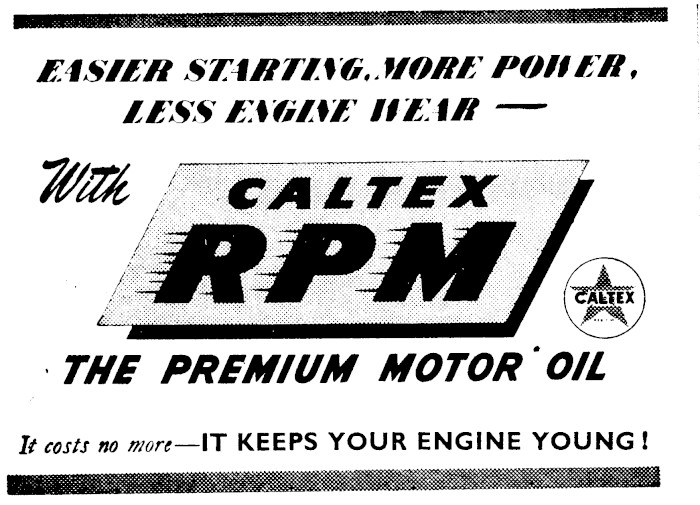 EASIER STARTING, MORE POWER,
LESS ENGINE WEAR —
With
CALTEX
RPM
CALTEX
THE PREMIUM MOTOR OIL
It costs no more—IT KEEPS YOUR ENGINE YOUNG!